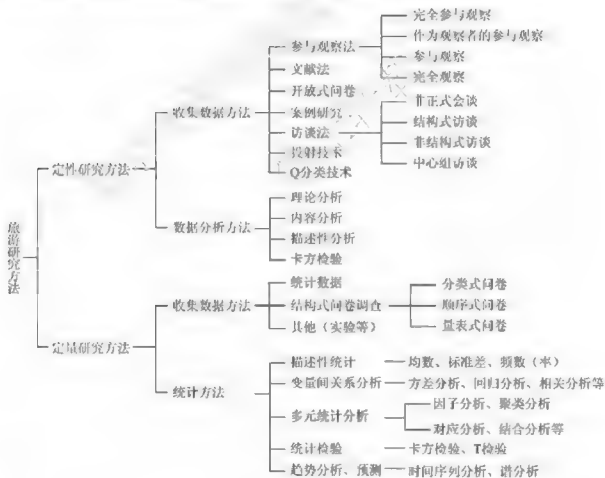 旅游研究方法
定性研究方法
收集数据方法
参与观察法
完全参与观察
作为观察者的参与观察
参与观察
完全观察
文献法
开放式问卷
案例研究
访谈法
非正式会谈
结构式访谈
非结构式访谈
中心组访谈
投射技术
Q分类技术
数据分析方法
理论分析
内容分析
描述性分析
卡方检验
定量研究方法
收集数据方法
统计数据
结构式问卷调查
分类式问卷
顺序式问卷
量表式问卷
其他（实验等）
统计方法
描述性统计
均数、标准差、频数（率）
变量间关系分析
方差分析、回归分析、相关分析等
多元统计分析
因子分析、聚类分析
对应分析、结合分析等
统计检验
卡方检验、T检验
趋势分析、预测
时间序列分析、谱分析